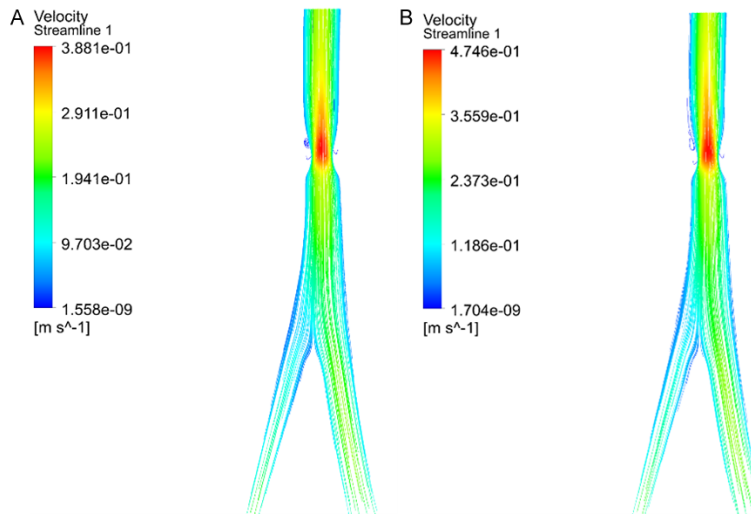 A
Velocity
Streamline 1
3.881e-01
2.911e-01
1.941e-01
9.703e-02
1.558e-09
[m s^-1]
B
Velocity
Streamline 1
4.746e-01
3.559e-01
2.373e-01
1.186e-01
1.704e-09
[m s^-1]